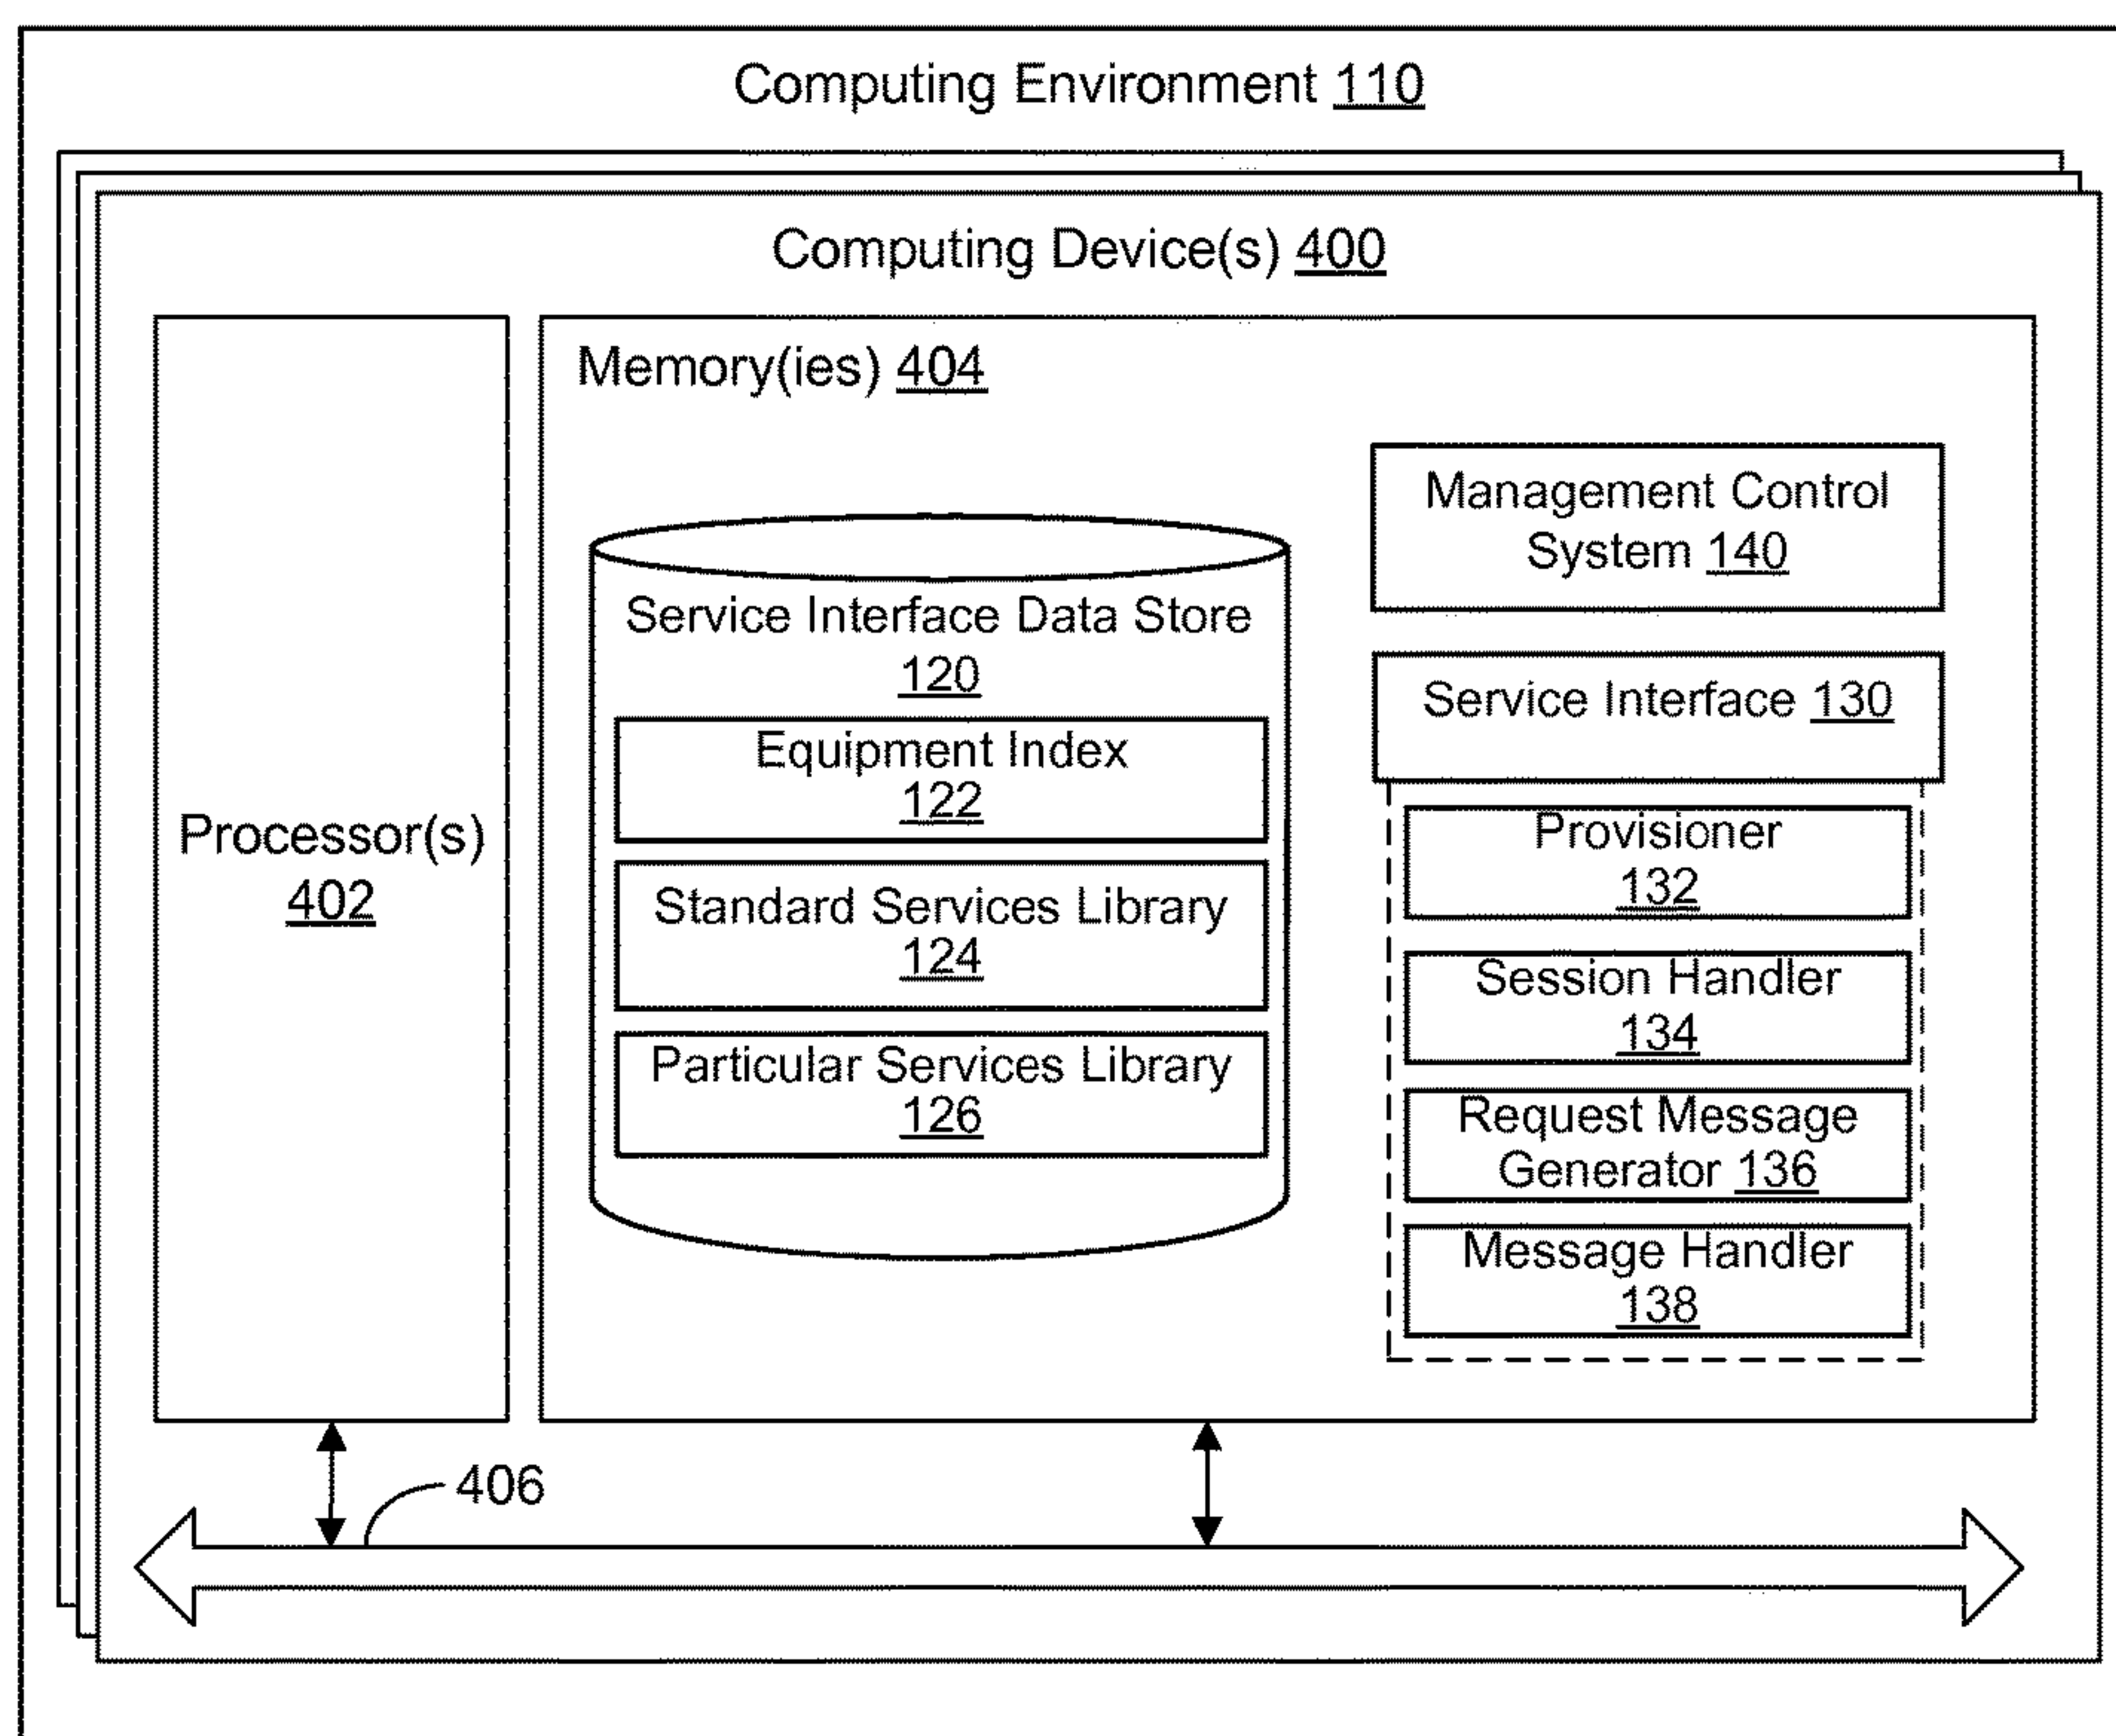 Computing Environment 110
Computing Device(s) 400
Processor(s)
402
Memory(ies) 404
Service Interface Data Store
120
Equipment Index
122
Standard Services Library
124
Particular Services Library
126
Management Control
System 140
Service Interface 130
Provisioner
132
Session Handler
134
Request Message
Generator 136
Message Handler
138
406